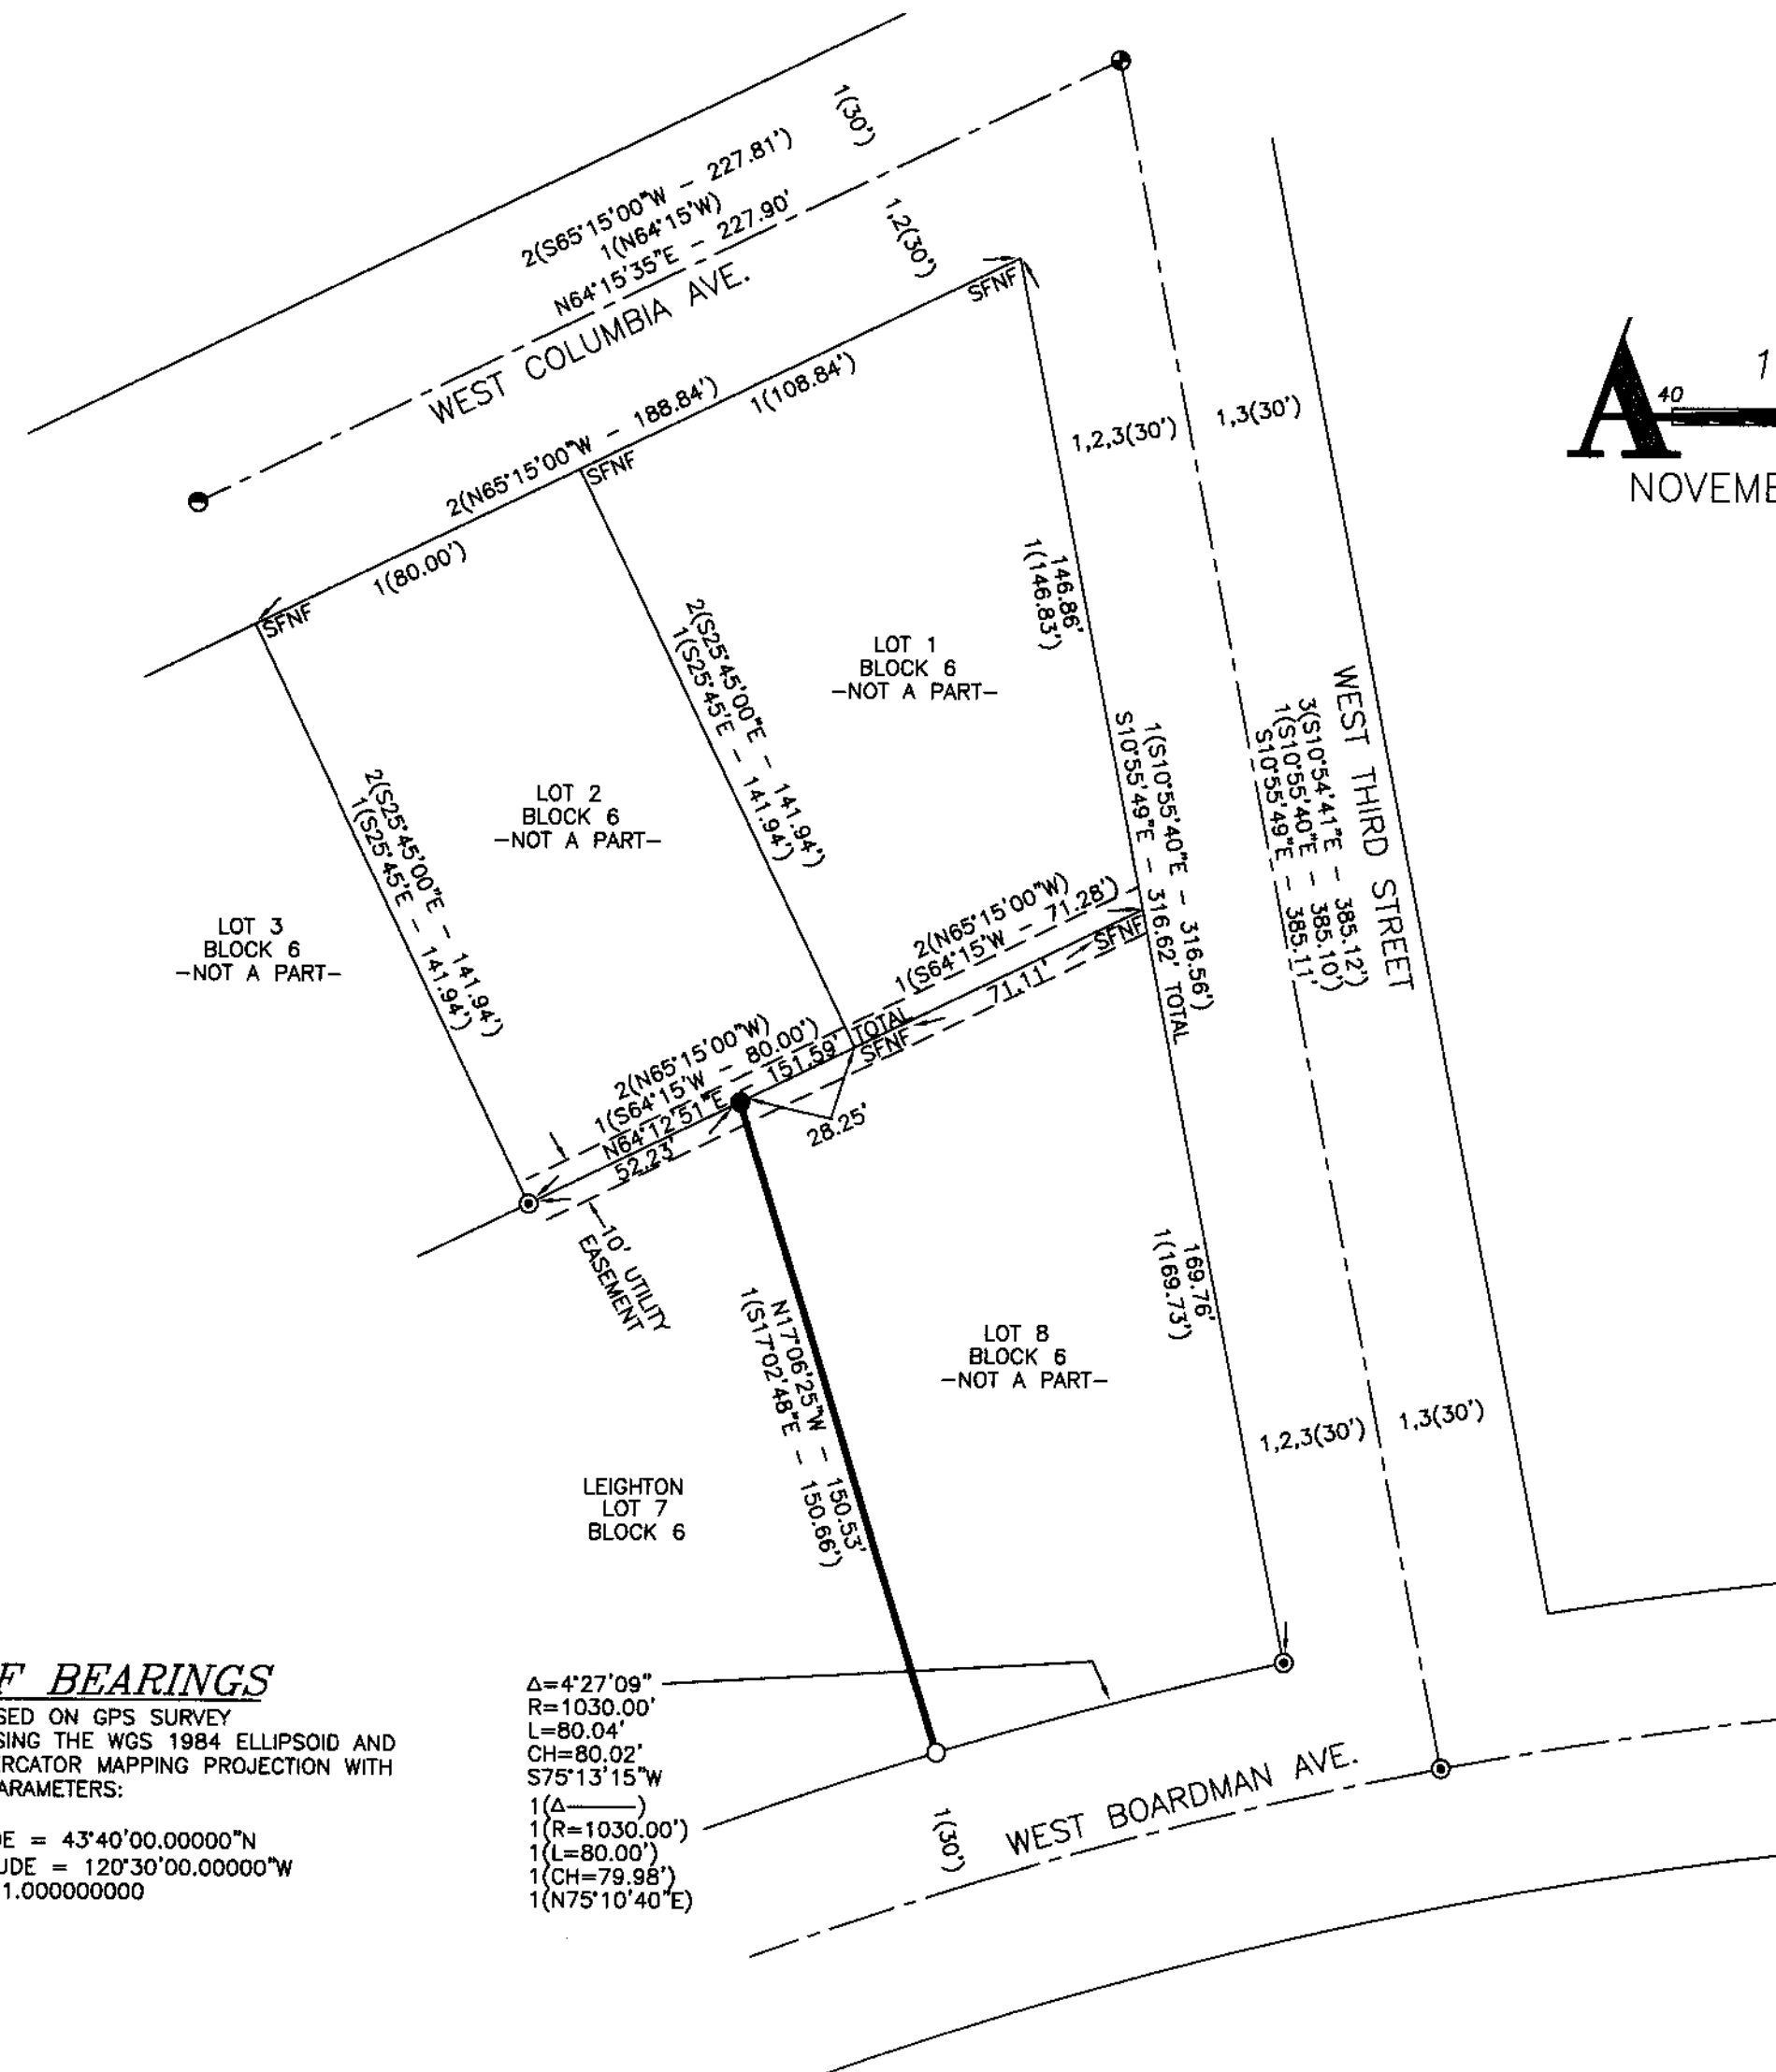 1(30')
2(S65°15'00"W - 227.81')
1(N64°15'W)
N64°15'35"E - 227.90'
WEST COLUMBIA AVE.
1,2(30')
SFNF
2(N65°15'00"W - 188.84')
1(108.84')
SFNF
1(80.00')
SFNF
1,2,3(30')
1,3(30')
40
1
NOVEMB
146.86'
1(146.83')
LOT 1
BLOCK 6
-NOT A PART-
2(S25°45'00"E - 141.94')
1(S25°45'E - 141.94')
LOT 2
BLOCK 6
-NOT A PART-
2(S25°45'00"E - 141.94')
1(S25°45'E - 141.94')
LOT 3
BLOCK 6
-NOT A PART-
WEST THIRD STREET
3(S10°54'41"E - 385.12')
1(S10°55'40"E - 385.10')
S10°55'49"E - 385.11'
1(S10°55'40"E - 316.56')
S10°55'49"E - 316.62' TOTAL
2(N65°15'00"W)
1(S64°15'W - 71.28')
SFNF
71.11'
2(N65°15'00"W)
1(S64°15'W - 80.00')
N64°12'51"E 151.59' TOTAL
SFNF
52.23'
28.25'
10' UTILITY
EASEMENT
169.76'
1(169.73')
N17°06'25"W - 150.53'
1(S17°02'48"E - 150.66')
LOT 8
BLOCK 6
-NOT A PART-
1,2,3(30')
1,3(30')
LEIGHTON
LOT 7
BLOCK 6
F BEARINGS
SED ON GPS SURVEY
SING THE WGS 1984 ELLIPSOID AND
ERCATOR MAPPING PROJECTION WITH
ARAMETERS:
DE = 43°40'00.00000"N
UDE = 120°30'00.00000"W
1.000000000
Δ=4°27'09"
R=1030.00'
L=80.04'
CH=80.02'
S75°13'15"W
1(Δ———)
1(R=1030.00')
1(L=80.00')
1(CH=79.98')
1(N75°10'40"E)
1(30')
WEST BOARDMAN AVE.